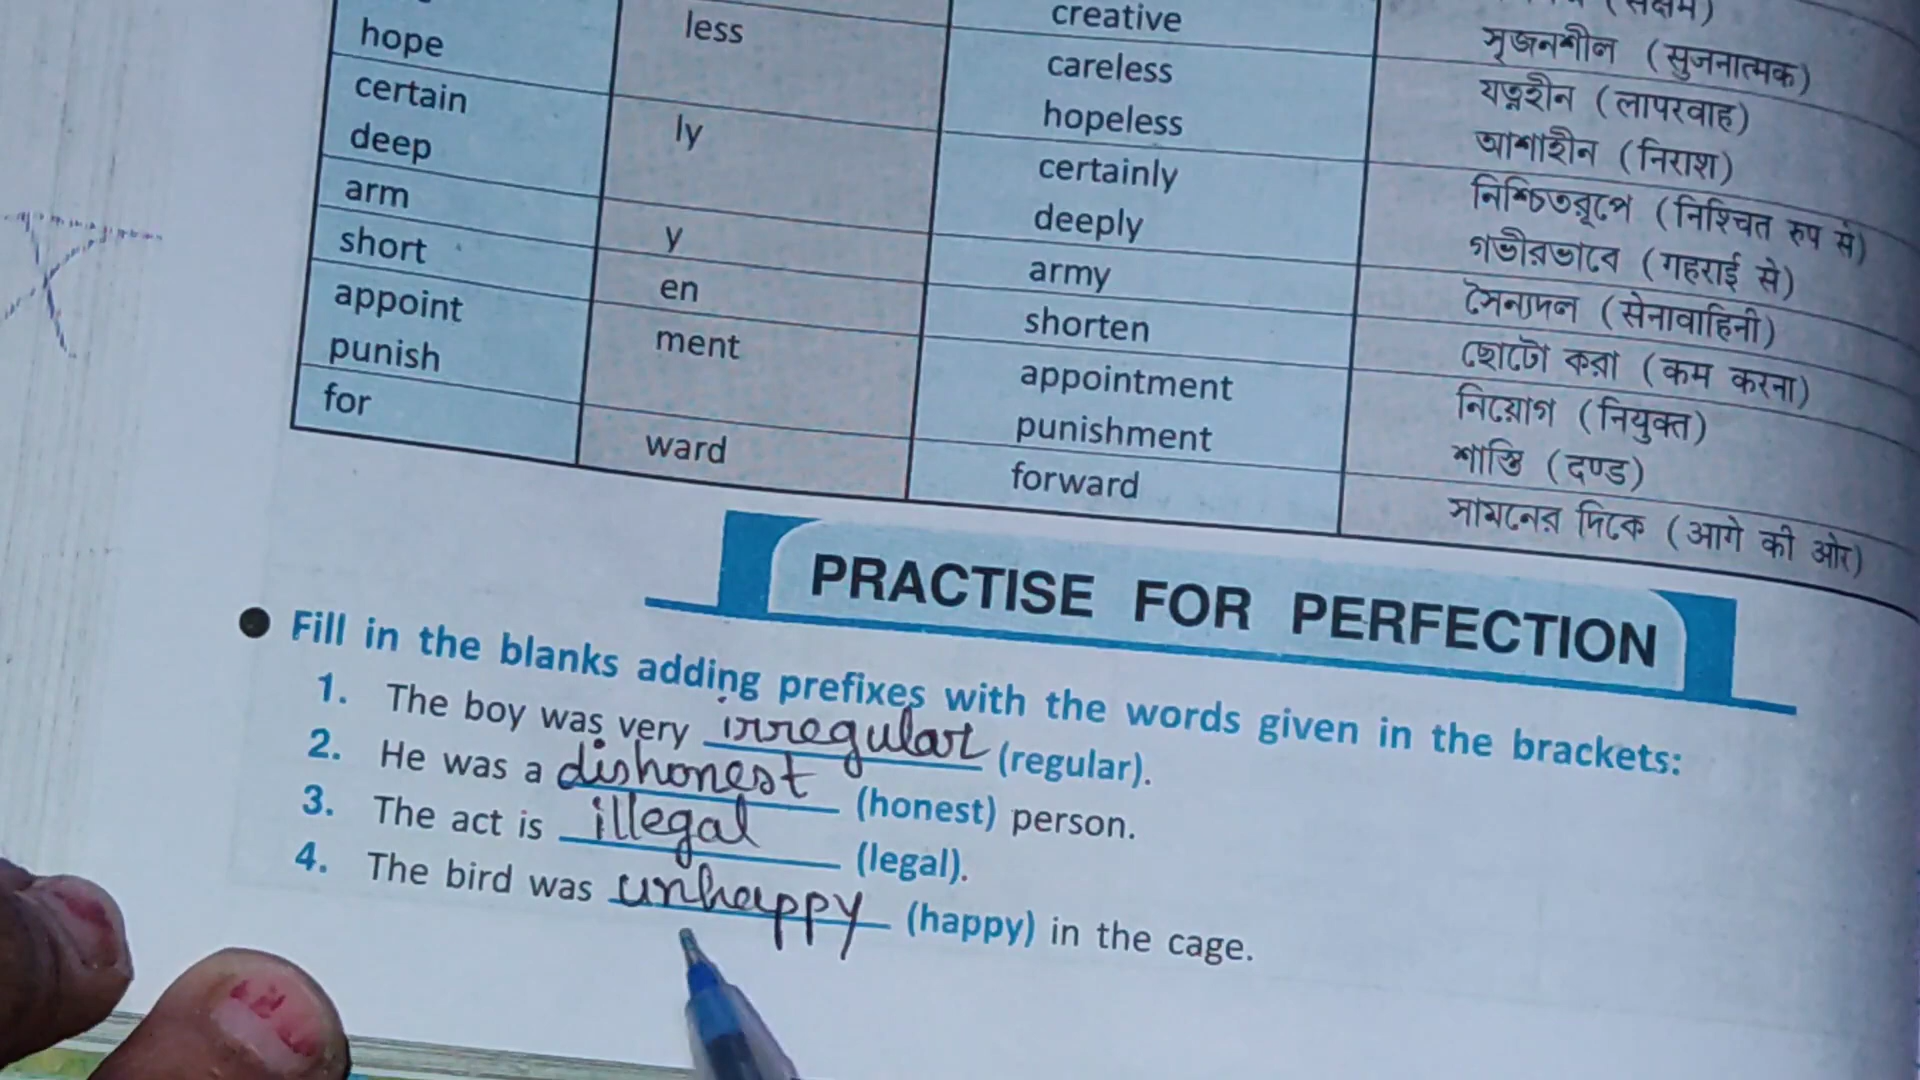 creative (सक्षम)
hope less careless সৃজনশীল (सुजनात्मक)
certain hopeless যত্নহীন (लापरवाह)
deep ly certainly আশাহীন (निराश)
arm deeply নিশ্চিতরূপে (निश्चित रुप से)
short y army গভীরভাবে (गहराई से)
appoint en shorten সৈন্যদল (सेनावाहिनी)
punish ment appointment ছোটো করা (कम करना)
for punishment নিয়োগ (नियुक्त)
ward forward শাস্তি (दण्ड)
সামনের দিকে (आगे की ओर)
PRACTISE FOR PERFECTION
Fill in the blanks adding prefixes with the words given in the brackets:
1. The boy was very irregular (regular).
2. He was a dishonest (honest) person.
3. The act is illegal (legal).
4. The bird was unhappy (happy) in the cage.